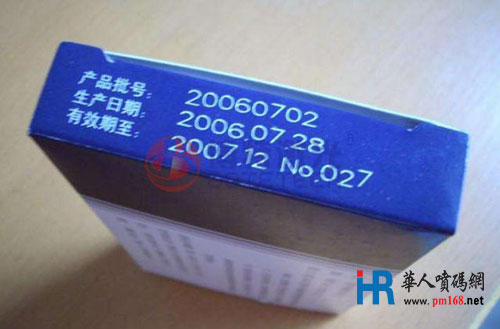 产品批号： 20060702
生产日期： 2006.07.28
有效期至： 2007.12 No.027
HR 華人噴碼網
www.pm168.net